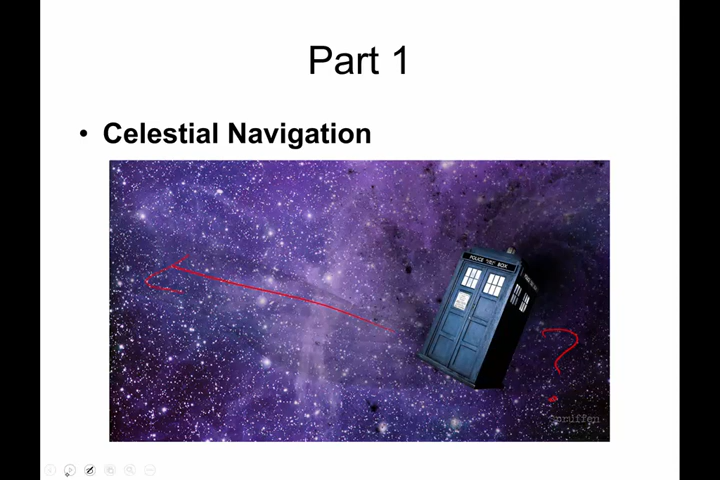 Part 1
• Celestial Navigation
POLICE BOX
?